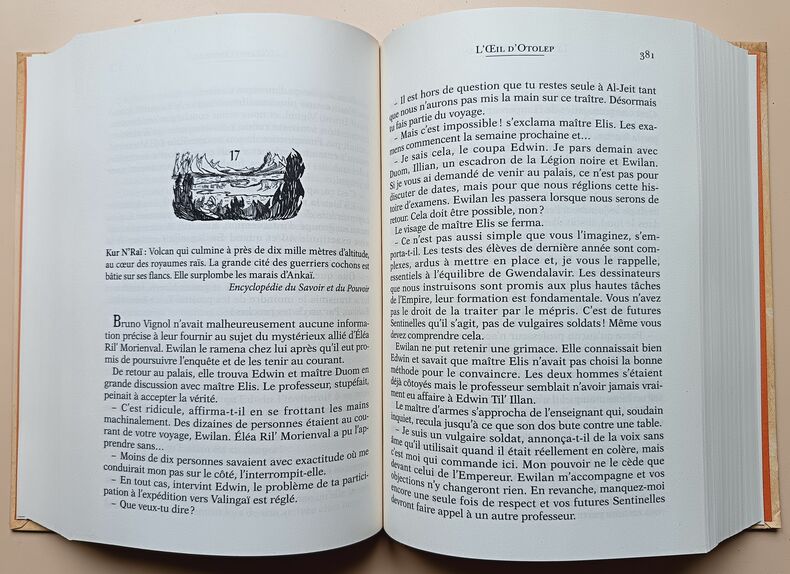 17
Kur N'Raï : Volcan qui culmine à près de dix mille mètres d'altitude,
au cœur des royaumes raïs. La grande cité des guerriers cochons est
bâtie sur ses flancs. Elle surplombe les marais d'Ankaï.
Encyclopédie du Savoir et du Pouvoir
Bruno Vignol n'avait malheureusement aucune information
précise à leur fournir au sujet du mystérieux allié d'Éléa
Ril' Morienval. Ewilan le ramena chez lui après qu'il eut promis
de poursuivre l'enquête et de les tenir au courant.
De retour au palais, elle trouva Edwin et maître Duom en
grande discussion avec maître Elis. Le professeur, stupéfait,
peinait à accepter la vérité.
– C'est ridicule, affirma-t-il en se frottant les mains
machinalement. Des dizaines de personnes étaient au cou-
rant de votre voyage, Ewilan. Éléa Ril' Morienval a pu l'ap-
prendre sans…
– Moins de dix personnes savaient avec exactitude où me
conduirait mon pas sur le côté, l'interrompit-elle.
– En tout cas, intervint Edwin, le problème de ta partici-
pation à l'expédition vers Valingaï est réglé.
– Que veux-tu dire ?
L'ŒIL D'OTOLEP
381
– Il est hors de question que tu restes seule à Al-Jeit tant
que nous n'aurons pas mis la main sur ce traître. Désormais
tu fais partie du voyage.
– Mais c'est impossible ! s'exclama maître Elis. Les exa-
mens commencent la semaine prochaine et…
– Je sais cela, le coupa Edwin. Je pars demain avec
Duom, Illian, un escadron de la Légion noire et Ewilan.
Si je vous ai demandé de venir au palais, ce n'est pas pour
discuter de dates, mais pour que nous réglions cette his-
toire d'examens. Ewilan les passera lorsque nous serons de
retour. Cela doit être possible, non ?
Le visage de maître Elis se ferma.
– Ce n'est pas aussi simple que vous l'imaginez, s'em-
porta-t-il. Les tests des élèves de dernière année sont com-
plexes, ardus à mettre en place et, je vous le rappelle,
essentiels à l'équilibre de Gwendalavir. Les dessinateurs
que nous instruisons sont promis aux plus hautes tâches
de l'Empire, leur formation est fondamentale. Vous n'avez
pas le droit de la traiter par le mépris. C'est de futures
Sentinelles qu'il s'agit, pas de vulgaires soldats ! Même vous
devez comprendre cela.
Ewilan ne put retenir une grimace. Elle connaissait bien
Edwin et savait que maître Elis n'avait pas choisi la bonne
méthode pour le convaincre. Les deux hommes s'étaient
déjà côtoyés mais le professeur semblait n'avoir jamais vrai-
ment eu affaire à Edwin Til' Illan.
Le maître d'armes s'approcha de l'enseignant qui, soudain
inquiet, recula jusqu'à ce que son dos bute contre une table.
– Je suis un vulgaire soldat, annonça-t-il de la voix sans
âme qu'il utilisait quand il était réellement en colère, mais
c'est moi qui commande ici. Mon pouvoir ne le cède que
devant celui de l'Empereur. Ewilan m'accompagne et vos
objections n'y changeront rien. En revanche, manquez-moi
encore une seule fois de respect et vos futures Sentinelles
devront faire appel à un autre professeur.